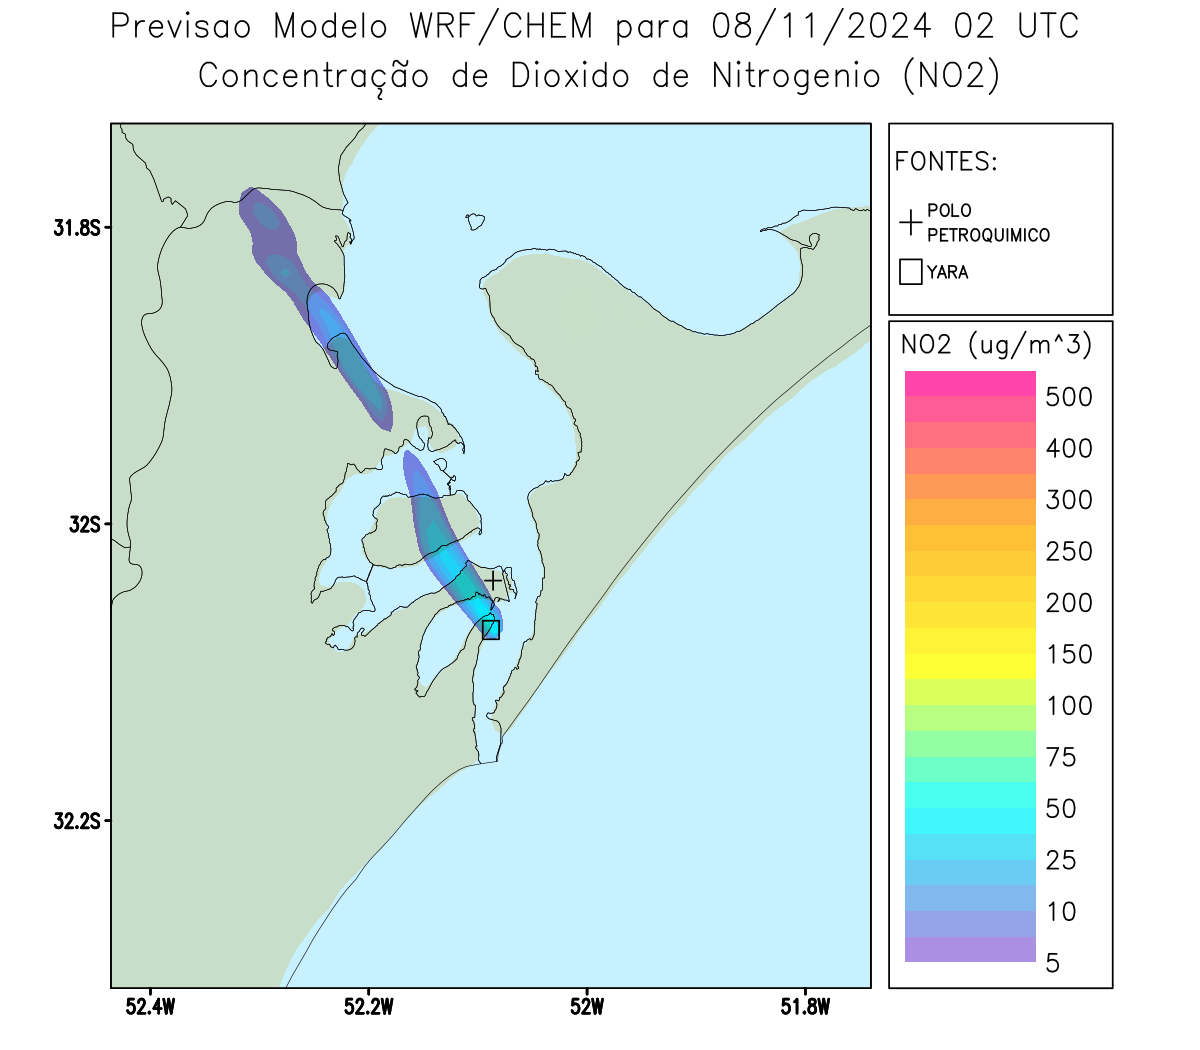 Previsao Modelo WRF/CHEM para 08/11/2024 02 UTC
Concentração de Dioxido de Nitrogenio (NO2)
FONTES:
POLO
PETROQUIMICO
YARA
NO2 (ug/m^3)
500
400
300
250
200
150
100
75
50
25
10
5
31.8S
32S
32.2S
52.4W
52.2W
52W
51.8W